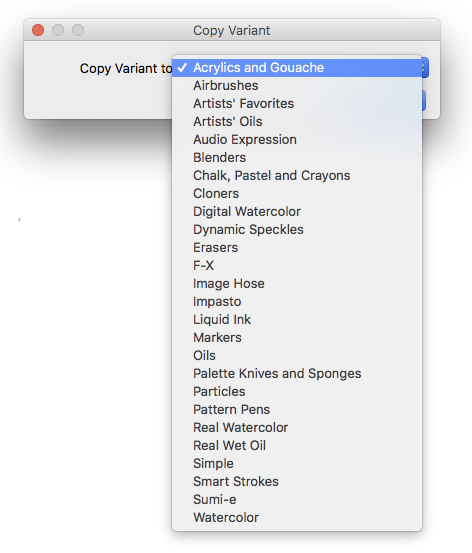 Copy Variant
Copy Variant to
✓ Acrylics and Gouache
Airbrushes
Artists' Favorites
Artists' Oils
Audio Expression
Blenders
Chalk, Pastel and Crayons
Cloners
Digital Watercolor
Dynamic Speckles
Erasers
F-X
Image Hose
Impasto
Liquid Ink
Markers
Oils
Palette Knives and Sponges
Particles
Pattern Pens
Real Watercolor
Real Wet Oil
Simple
Smart Strokes
Sumi-e
Watercolor